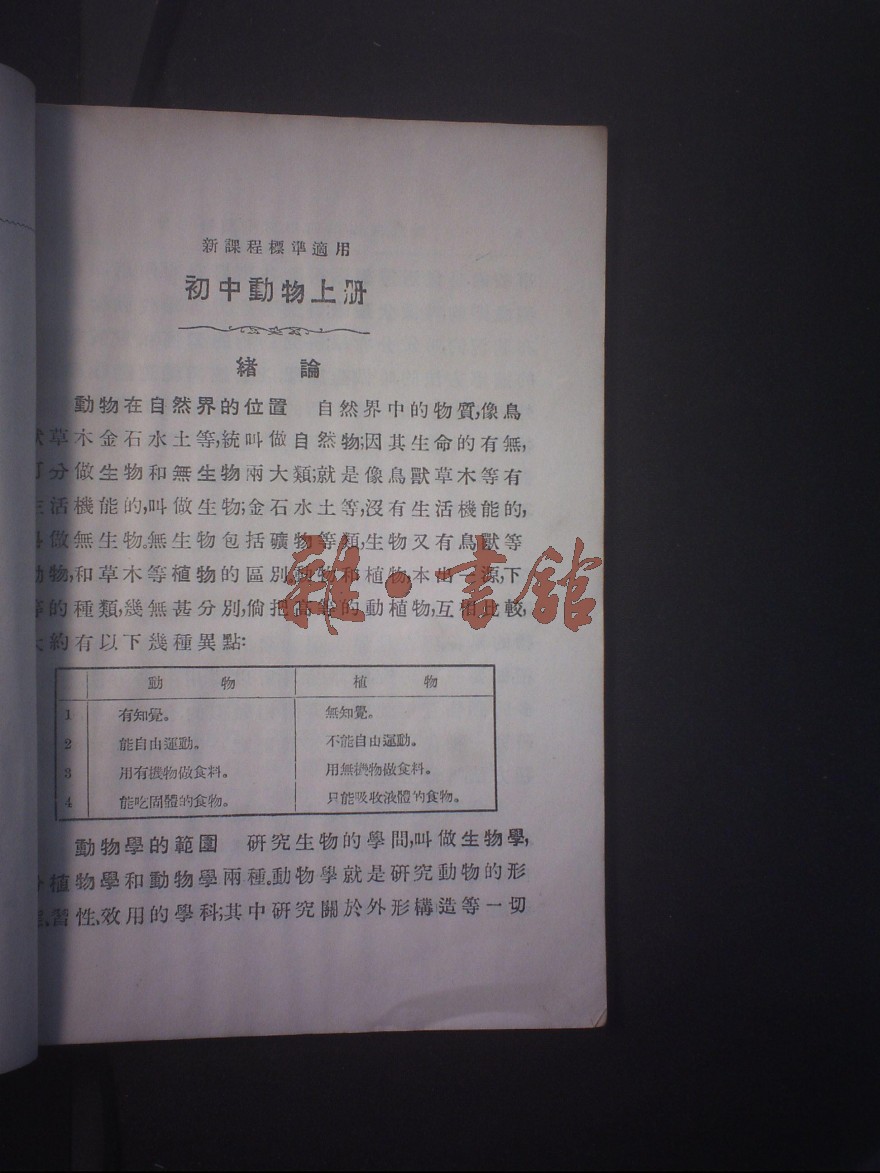 新課程標準適用
初中動物上册
緒 論
動物在自然界的位置 自然界中的物質,像鳥
草木金石水土等,統叫做自然物;因其生命的有無,
分做生物和無生物兩大類;就是像鳥獸草木等有
活機能的,叫做生物;金石水土等,沒有生活機能的,
做無生物。無生物包括礦物等類,生物又有鳥獸等
動物,和草木等植物的區別。動物和植物,本出一源,下
等的種類,幾無甚分別,倘把高等的動植物,互相比較,
約有以下幾種異點:
動 物 植 物
1 有知覺。 無知覺。
2 能自由運動。 不能自由運動。
3 用有機物做食料。 用無機物做食料。
4 能吃固體的食物。 只能吸收液體的食物。
動物學的範圍 研究生物的學問,叫做生物學,
植物學和動物學兩種。動物學就是研究動物的形
習性、效用的學科;其中研究關於外形構造等一切
雜·書館